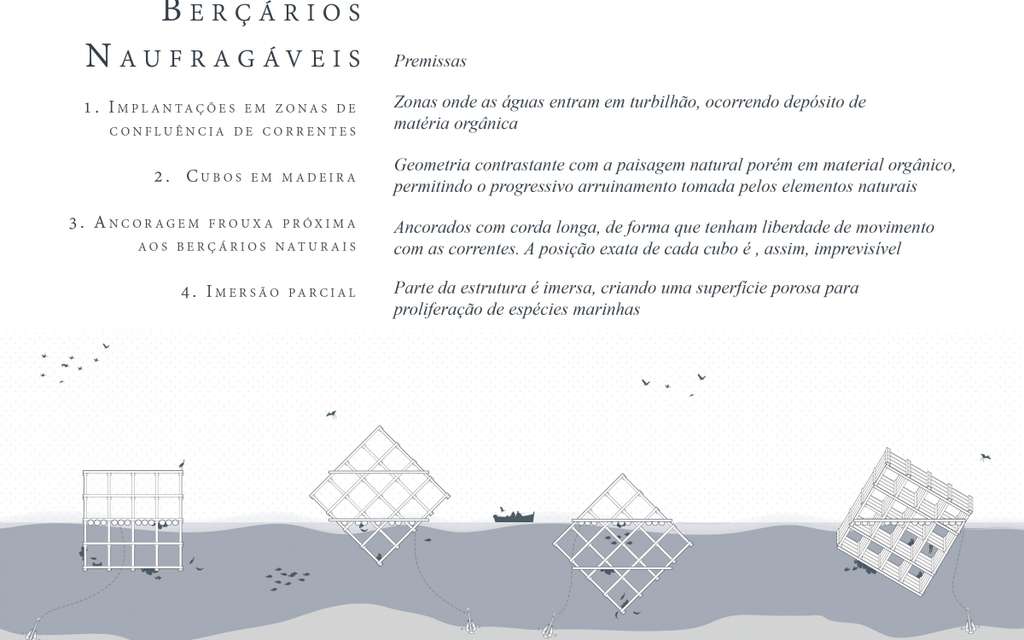 Berçários
Naufragáveis
1. Implantações em zonas de
confluência de correntes
2. Cubos em madeira
3. Ancoragem frouxa próxima
aos berçários naturais
4. Imersão parcial
Premissas
Zonas onde as águas entram em turbilhão, ocorrendo depósito de
matéria orgânica
Geometria contrastante com a paisagem natural porém em material orgânico,
permitindo o progressivo arruinamento tomada pelos elementos naturais
Ancorados com corda longa, de forma que tenham liberdade de movimento
com as correntes. A posição exata de cada cubo é , assim, imprevisível
Parte da estrutura é imersa, criando uma superfície porosa para
proliferação de espécies marinhas